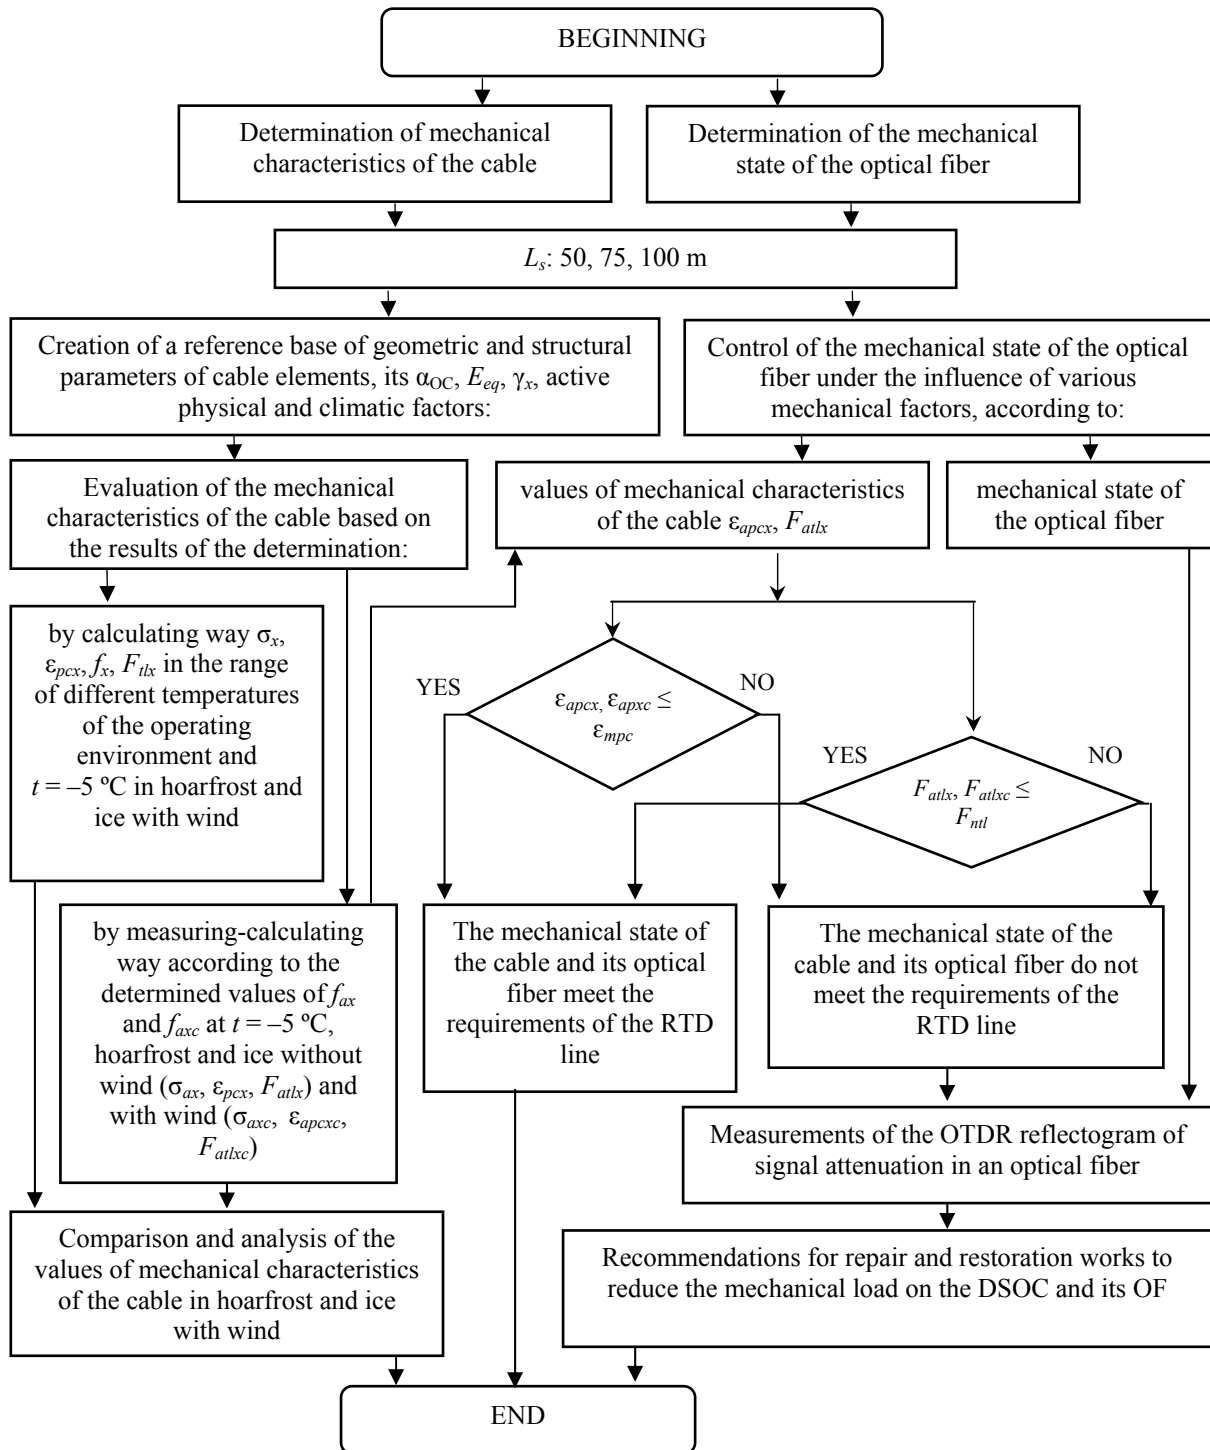 BEGINNING
Determination of mechanical
characteristics of the cable
Determination of the mechanical
state of the optical fiber
Ls: 50, 75, 100 m
Creation of a reference base of geometric and structural
parameters of cable elements, its αOC, Eeq, γx, active
physical and climatic factors:
Control of the mechanical state of the optical
fiber under the influence of various
mechanical factors, according to:
Evaluation of the mechanical
characteristics of the cable based on
the results of the determination:
values of mechanical characteristics
of the cable εapcx, Fatlx
mechanical state of
the optical fiber
by calculating way σx,
εpcx, fx, Ftlx in the range
of different temperatures
of the operating
environment and
t = –5 ºC in hoarfrost and
ice with wind
YES
NO
εapcx, εapxc ≤
εmpc
YES
NO
Fatlx, Fatlxc ≤
Fntl
by measuring-calculating
way according to the
determined values of fax
and faxc at t = –5 ºC,
hoarfrost and ice without
wind (σax, εpcx, Fatlx) and
with wind (σaxc, εapcxc,
Fatlxc)
The mechanical state of
the cable and its optical
fiber meet the
requirements of the RTD
line
The mechanical state of the
cable and its optical fiber do not
meet the requirements of the
RTD line
Measurements of the OTDR reflectogram of
signal attenuation in an optical fiber
Comparison and analysis of the
values of mechanical characteristics
of the cable in hoarfrost and ice
with wind
Recommendations for repair and restoration works to
reduce the mechanical load on the DSOC and its OF
END